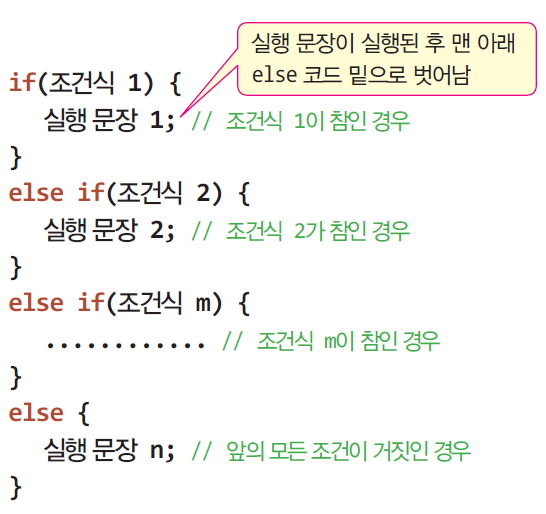 실행 문장이 실행된 후 맨 아래
else 코드 밑으로 벗어남
if(조건식 1) {
실행 문장 1; // 조건식 1이 참인 경우
}
else if(조건식 2) {
실행 문장 2; // 조건식 2가 참인 경우
}
else if(조건식 m) {
............ // 조건식 m이 참인 경우
}
else {
실행 문장 n; // 앞의 모든 조건이 거짓인 경우
}